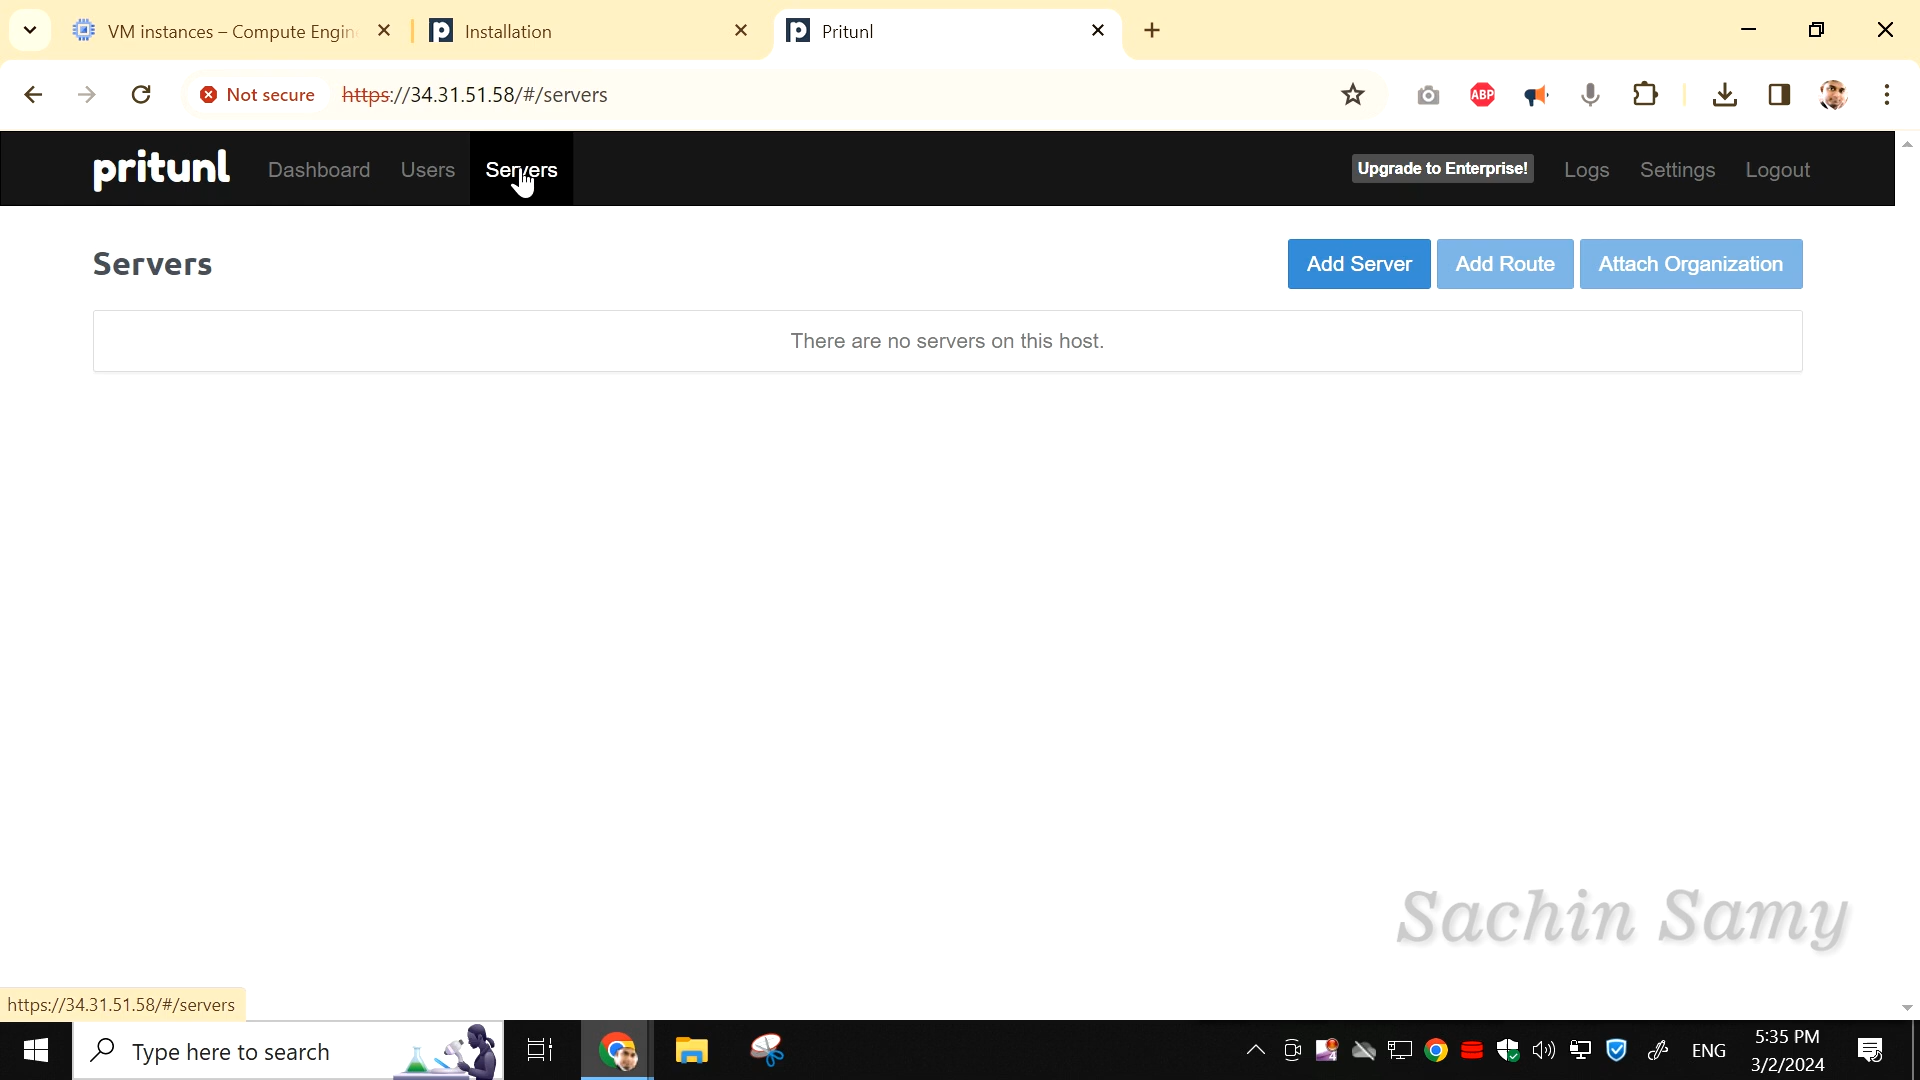 VM instances – Compute Engin
Installation
Pritunl
Not secure
https://34.31.51.58/#/servers
ABP
pritunl
Dashboard
Users
Servers
Upgrade to Enterprise!
Logs
Settings
Logout
Servers
Add Server
Add Route
Attach Organization
There are no servers on this host.
Sachin Samy
https://34.31.51.58/#/servers
Type here to search
ENG
5:35 PM
3/2/2024